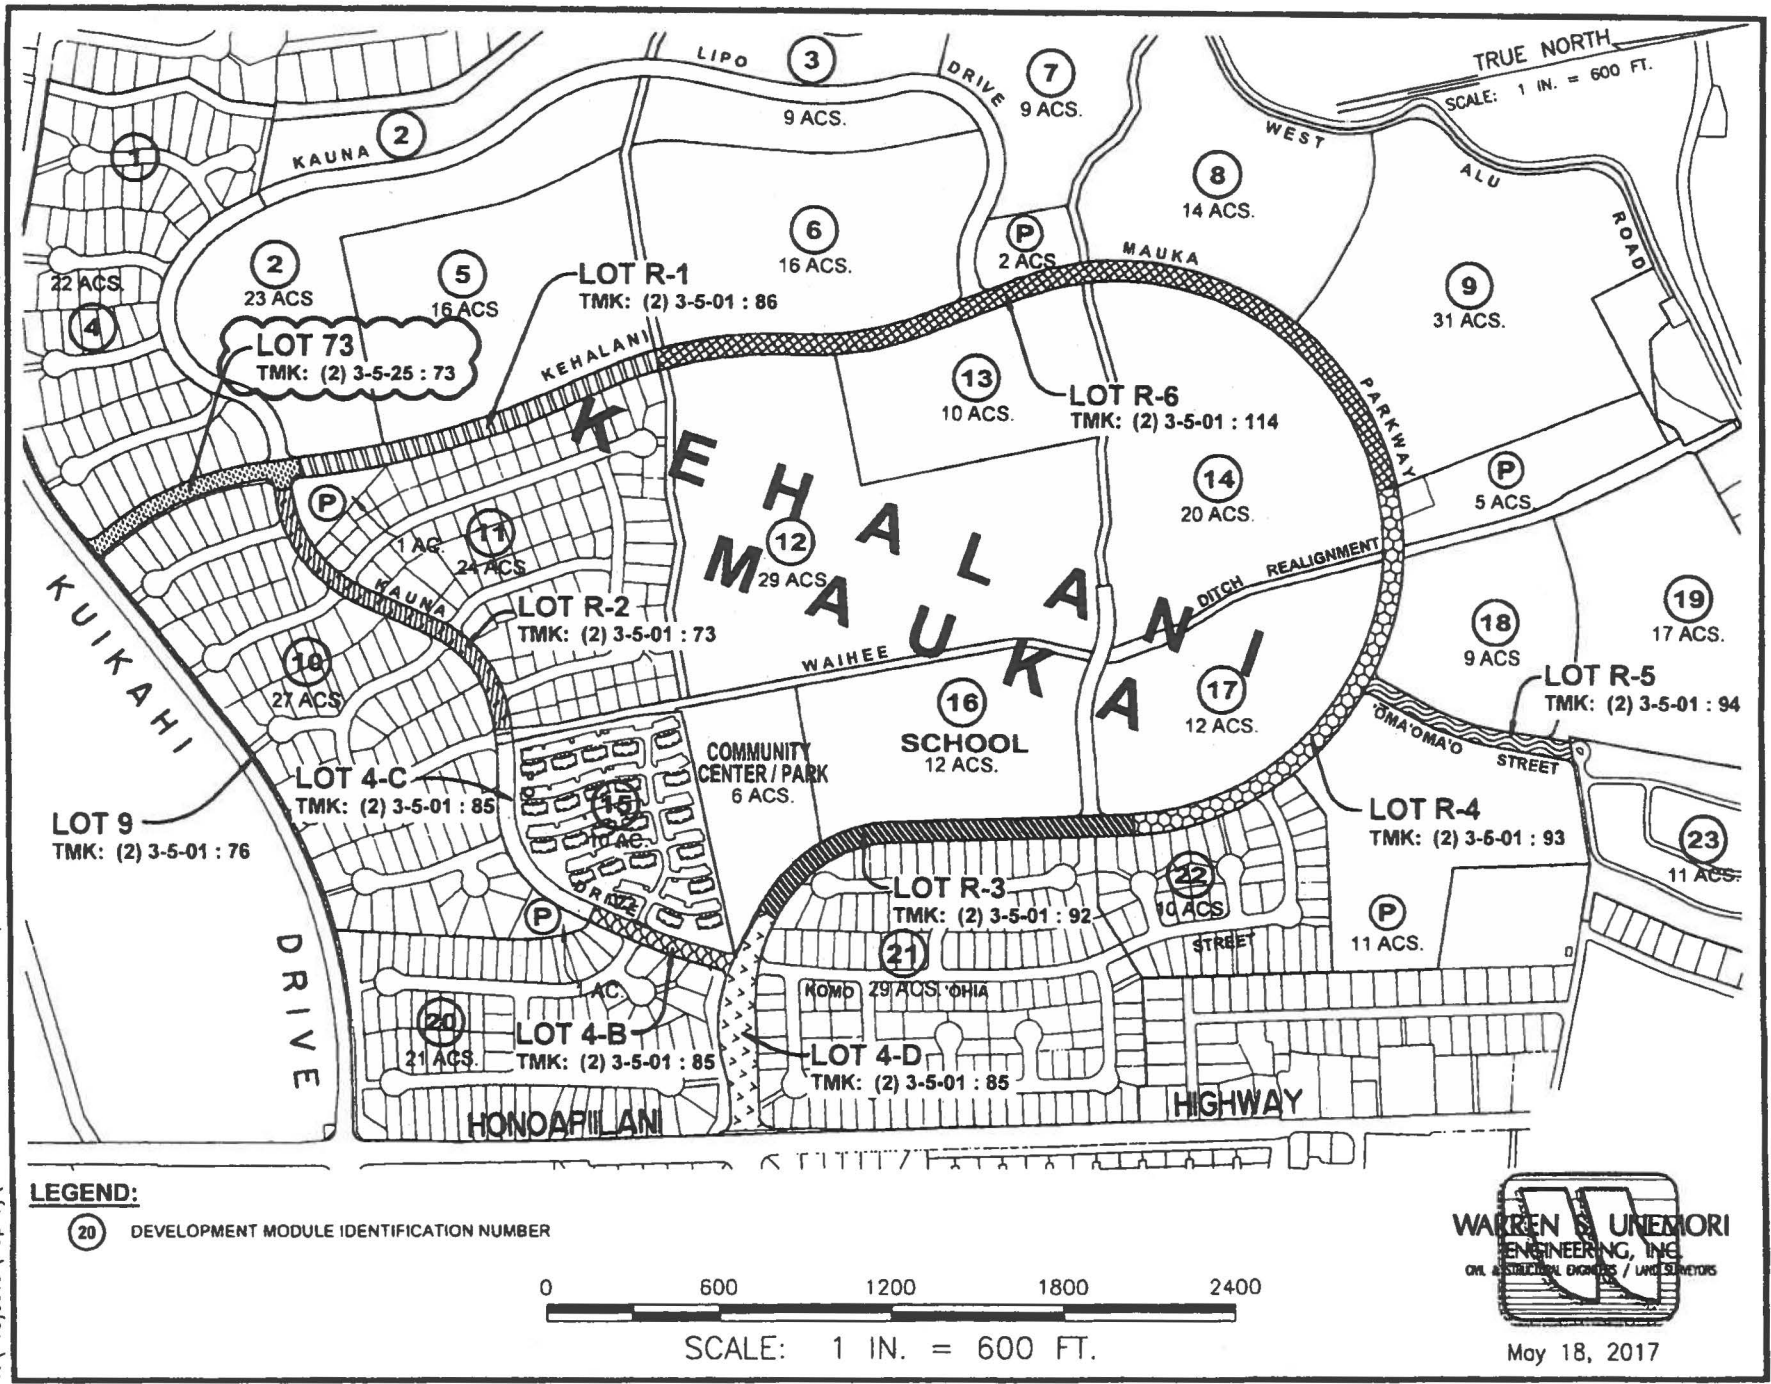 TRUE NORTH
SCALE: 1 IN. = 600 FT.
LIPO
DRIVE
3
9 ACS.
7
9 ACS.
WEST
ALU
ROAD
1
KAUNA
2
8
14 ACS.
6
16 ACS.
P
2 ACS.
MAUKA
22 ACS.
4
2
23 ACS
5
16 ACS
LOT R-1
TMK: (2) 3-5-01 : 86
9
31 ACS.
LOT 73
TMK: (2) 3-5-25 : 73
KEHALANI
13
10 ACS.
LOT R-6
TMK: (2) 3-5-01 : 114
PARKWAY
KEHALANI
MAUKA
14
20 ACS.
P
5 ACS.
P
1 AC.
11
24 ACS
12
29 ACS
DITCH REALIGNMENT
KAUNA
LOT R-2
TMK: (2) 3-5-01 : 73
KUIKAHI
WAIHEE
18
9 ACS
19
17 ACS.
10
27 ACS
16
SCHOOL
12 ACS.
17
12 ACS.
LOT R-5
TMK: (2) 3-5-01 : 94
'OMA'OMA'O
STREET
COMMUNITY
CENTER / PARK
6 ACS.
LOT 4-C
TMK: (2) 3-5-01 : 85
15
10 AC.
LOT 9
TMK: (2) 3-5-01 : 76
LOT R-4
TMK: (2) 3-5-01 : 93
23
11 ACS.
DRIVE
LOT R-3
TMK: (2) 3-5-01 : 92
22
10 ACS
P
P
11 ACS.
DRIVE
21
29 ACS.
STREET
KOMO 'OHIA
AC.
20
21 ACS.
LOT 4-B
TMK: (2) 3-5-01 : 85
LOT 4-D
TMK: (2) 3-5-01 : 85
HONOAPIILANI
HIGHWAY
LEGEND:
20 DEVELOPMENT MODULE IDENTIFICATION NUMBER
WARREN S. UNEMORI
ENGINEERING, INC.
CIVIL & STRUCTURAL ENGINEERS / LAND SURVEYORS
0 600 1200 1800 2400
SCALE: 1 IN. = 600 FT.
May 18, 2017